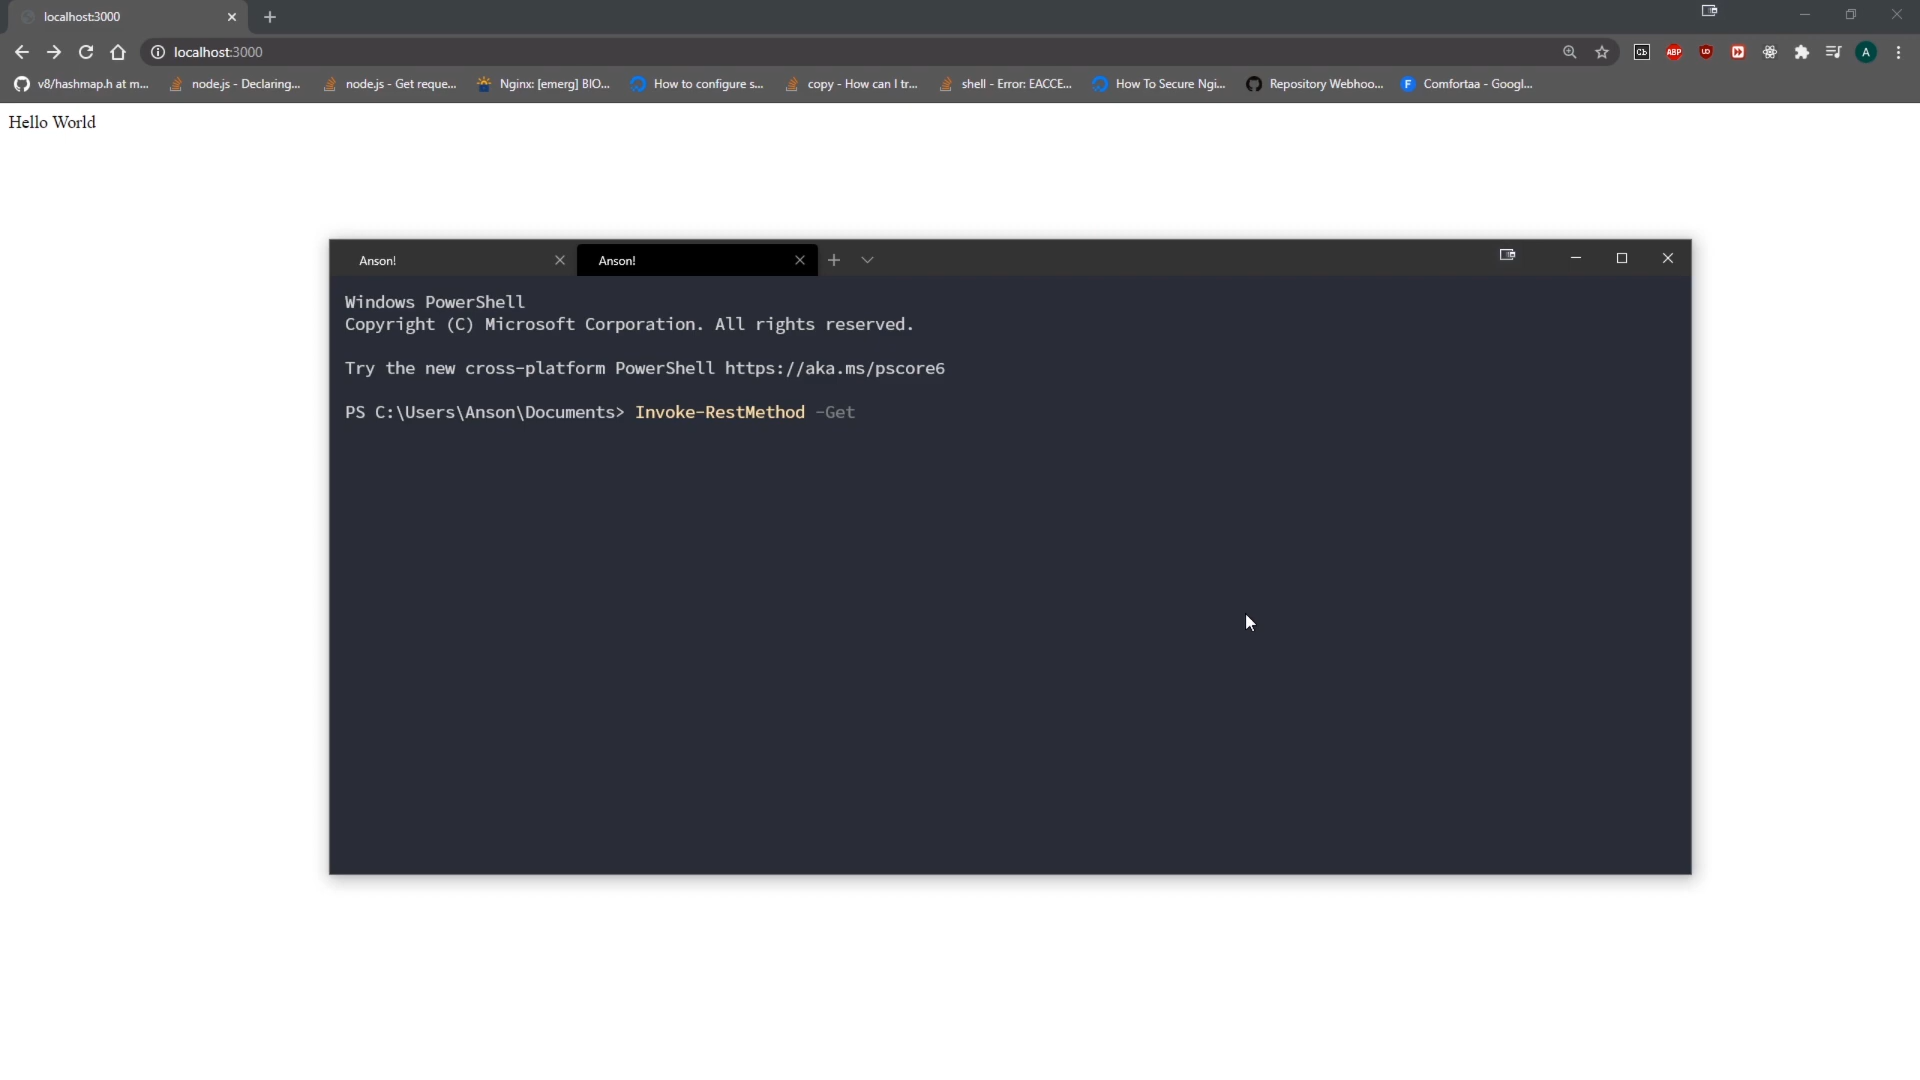 localhost:3000
localhost:3000
Cb ABP UD A
v8/hashmap.h at m... node.js - Declaring... node.js - Get reque... Nginx: [emerg] BIO... How to configure s... copy - How can I tr... shell - Error: EACCE... How To Secure Ngi... Repository Webhoo... F Comfortaa - Googl...
Hello World
Anson! Anson!
Windows PowerShell
Copyright (C) Microsoft Corporation. All rights reserved.
Try the new cross-platform PowerShell https://aka.ms/pscore6
PS C:\Users\Anson\Documents> Invoke-RestMethod -Get